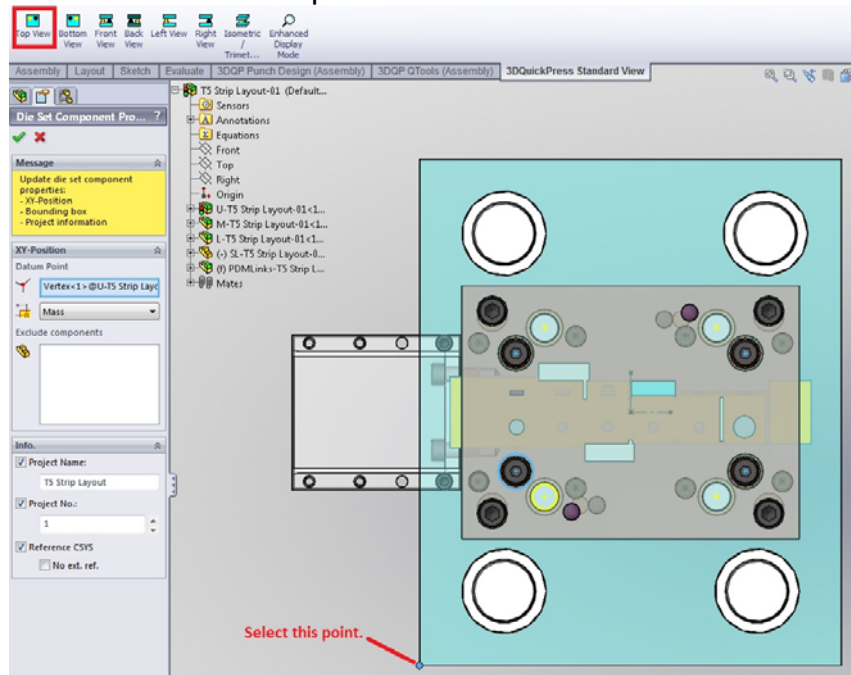 Top View Bottom View Front View Back View Left View Right View Isometric / Trimet... Enhanced Display Mode
Assembly Layout Sketch Evaluate 3DQP Punch Design (Assembly) 3DQP QTools (Assembly) 3DQuickPress Standard View
Die Set Component Pro... ?
Message
Update die set component
properties:
- XY-Position
- Bounding box
- Project information
XY-Position
Datum Point
Vertex<1>@U-T5 Strip Layo
Mass
Exclude components
Info.
Project Name:
T5 Strip Layout
Project No.:
1
Reference CSYS
No ext. ref.
T5 Strip Layout-01 (Default...
Sensors
Annotations
Equations
Front
Top
Right
Origin
U-T5 Strip Layout-01<1...
M-T5 Strip Layout-01<1...
L-T5 Strip Layout-01<1...
(-) SL-T5 Strip Layout-0...
(f) PDMLinks-T5 Strip L...
Mates
Select this point.